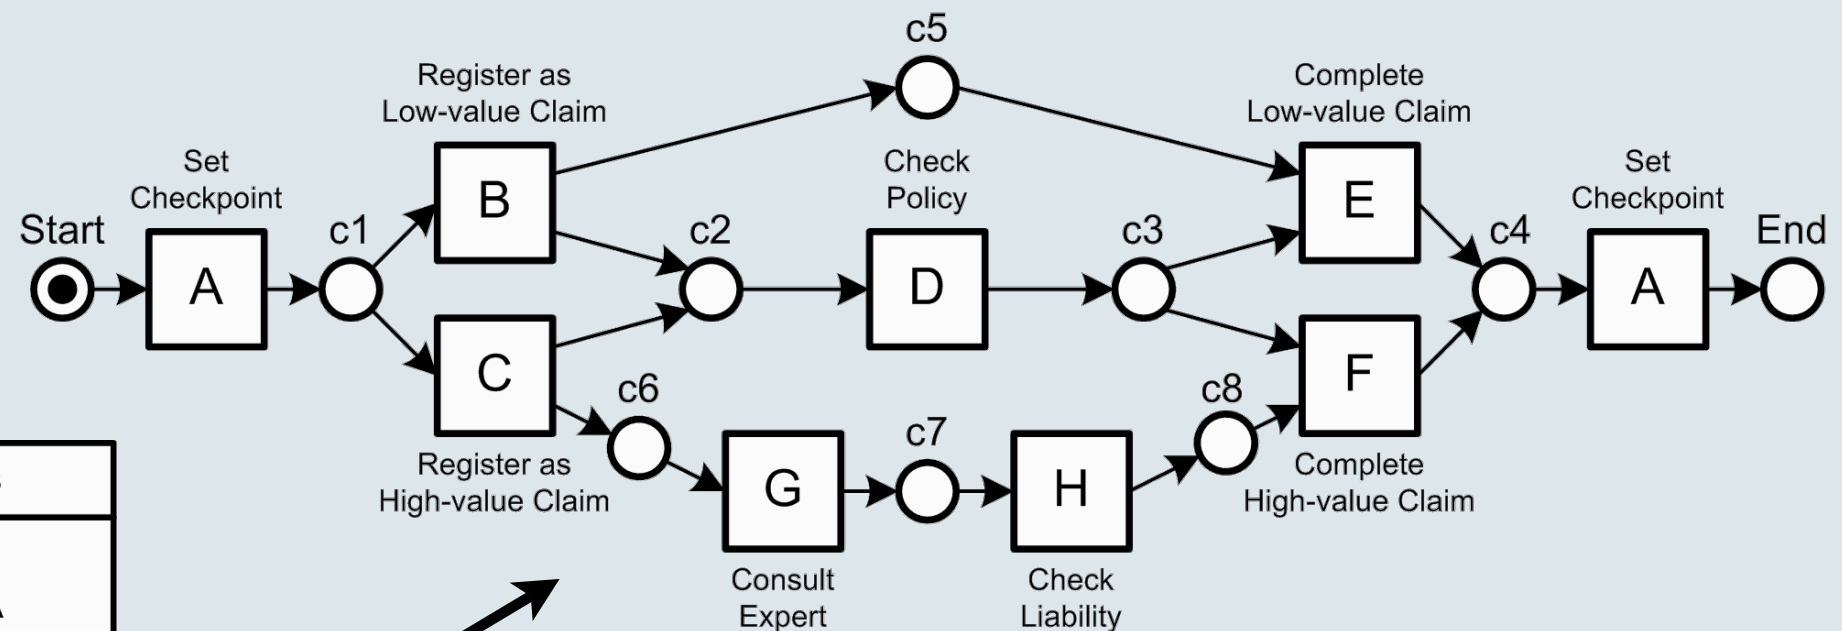 c5
Register as
Low-value Claim
Complete
Low-value Claim
Set
Checkpoint
B
Check
Policy
E
Set
Checkpoint
Start
c1
c2
c3
c4
End
A
D
A
C
c6
F
c8
Register as
High-value Claim
G
c7
H
Complete
High-value Claim
Consult
Expert
Check
Liability